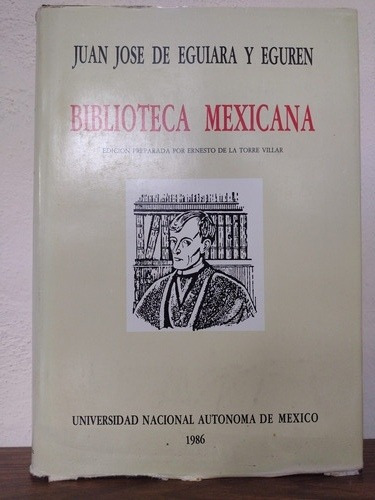 JUAN JOSE DE EGUIARA Y EGUREN
BIBLIOTECA MEXICANA
EDICION PREPARADA POR ERNESTO DE LA TORRE VILLAR
UNIVERSIDAD NACIONAL AUTONOMA DE MEXICO
1986